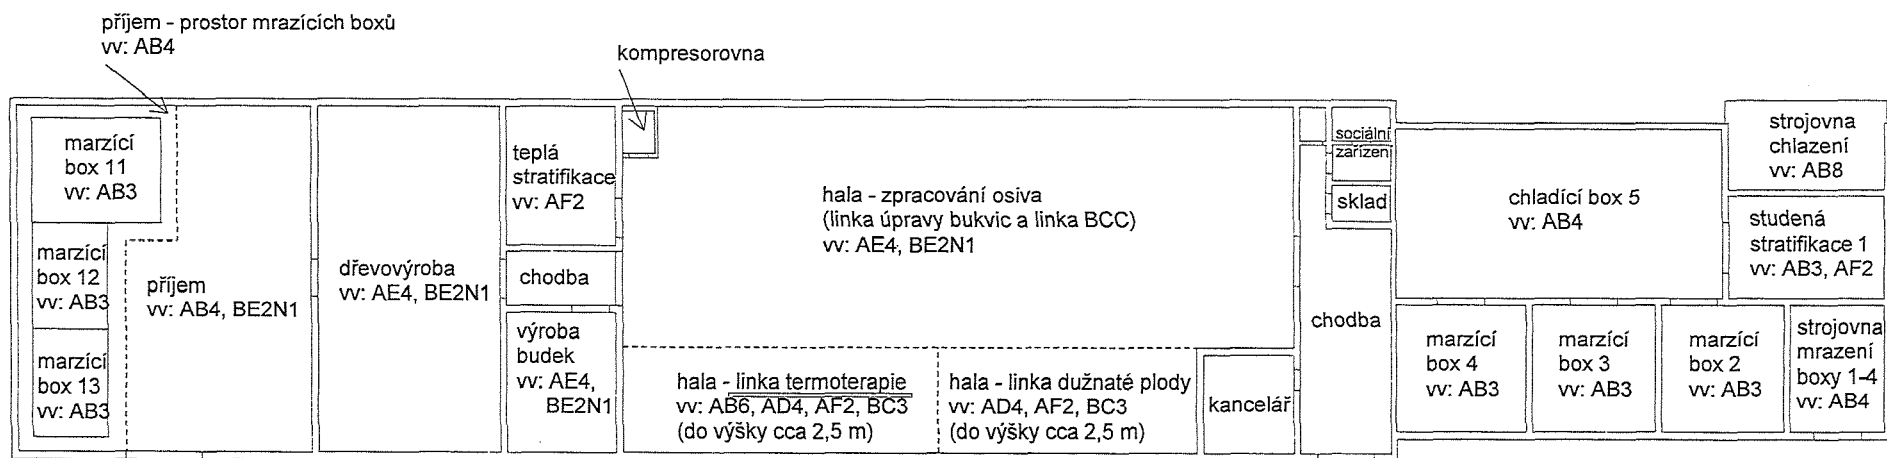 příjem - prostor mrazících boxů
vv: AB4
kompresorovna
marzící
box 11
vv: AB3
marzící
box 12
vv: AB3
marzící
box 13
vv: AB3
příjem
vv: AB4, BE2N1
dřevovýroba
vv: AE4, BE2N1
teplá
stratifikace
vv: AF2
chodba
výroba
budek
vv: AE4,
BE2N1
hala - zpracování osiva
(linka úpravy bukvic a linka BCC)
vv: AE4, BE2N1
hala - linka termoterapie
vv: AB6, AD4, AF2, BC3
(do výšky cca 2,5 m)
hala - linka dužnaté plody
vv: AD4, AF2, BC3
(do výšky cca 2,5 m)
kancelář
sociální
zařízen
sklad
chodba
chladící box 5
vv: AB4
strojovna
chlazení
vv: AB8
studená
stratifikace 1
vv: AB3, AF2
marzící
box 4
vv: AB3
marzící
box 3
vv: AB3
marzící
box 2
vv: AB3
strojovna
mrazení
boxy 1-4
vv: AB4